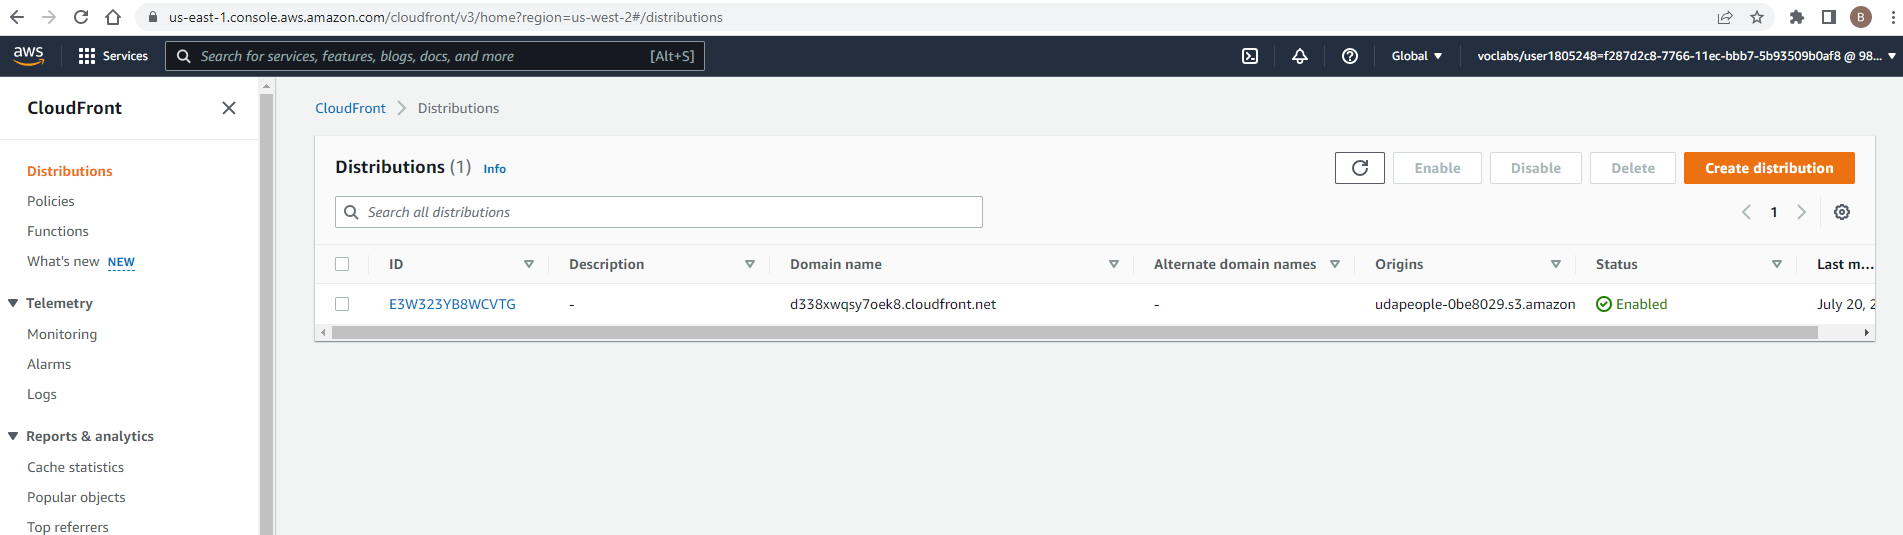 us-east-1.console.aws.amazon.com/cloudfront/v3/home?region=us-west-2#/distributions
B
aws
Services
Search for services, features, blogs, docs, and more [Alt+S]
Global
voclabs/user1805248=f287d2c8-7766-11ec-bbb7-5b93509b0af8 @ 98...
CloudFront
Distributions
Policies
Functions
What's new NEW
Telemetry
Monitoring
Alarms
Logs
Reports & analytics
Cache statistics
Popular objects
Top referrers
CloudFront Distributions
Distributions (1) Info
Enable
Disable
Delete
Create distribution
Search all distributions
1
ID Description Domain name Alternate domain names Origins Status Last m...
E3W323YB8WCVTG - d338xwqsy7oek8.cloudfront.net - udapeople-0be8029.s3.amazon Enabled July 20, 2